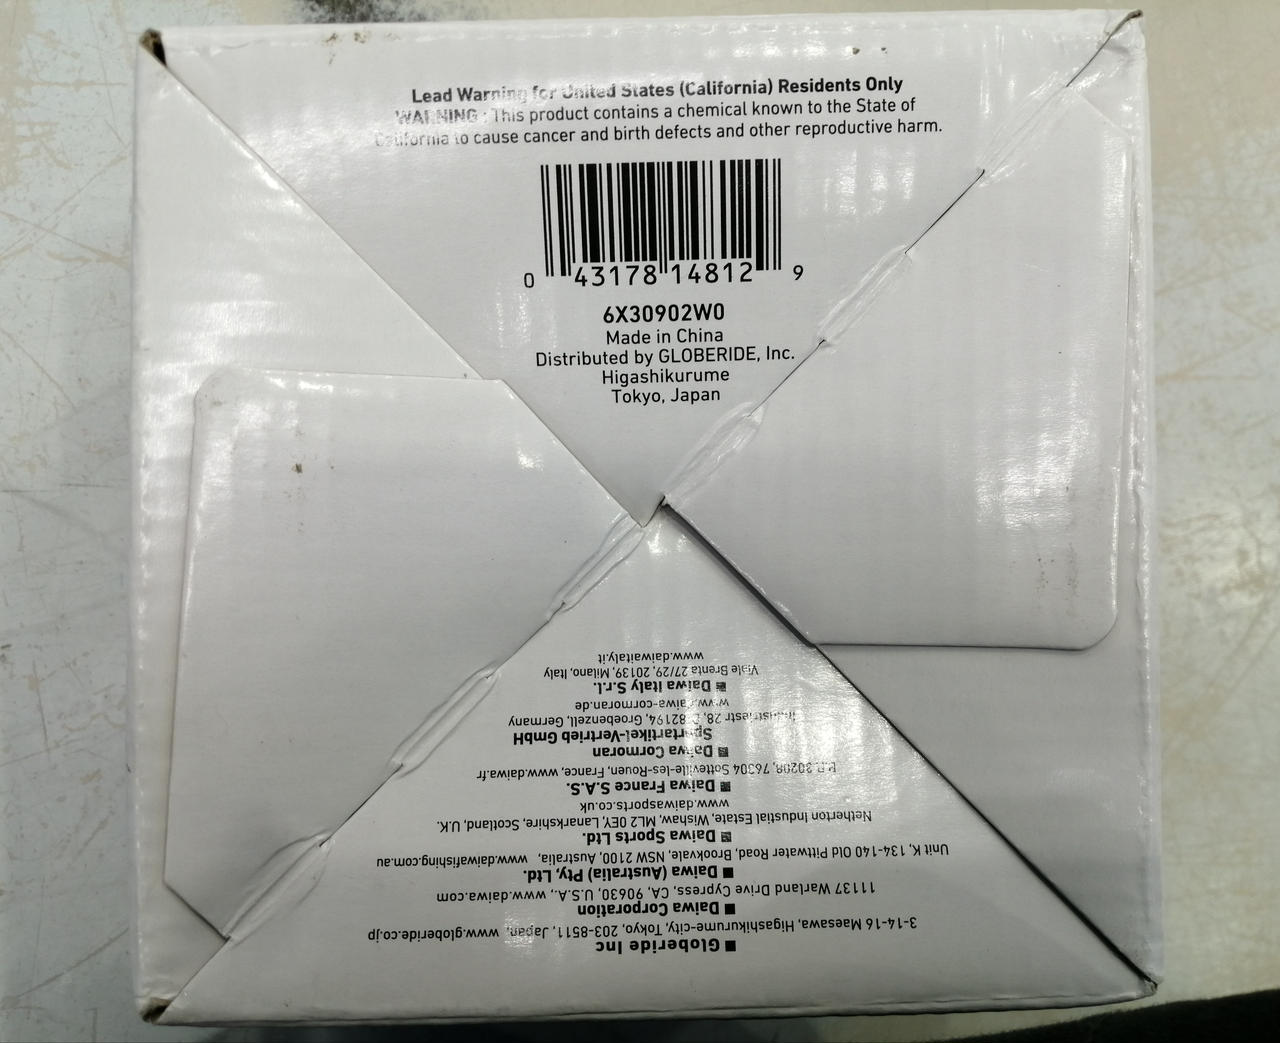 Lead Warning for United States (California) Residents Only
WARNING : This product contains a chemical known to the State of
California to cause cancer and birth defects and other reproductive harm.
0 43178 14812 9
6X30902W0
Made in China
Distributed by GLOBERIDE, Inc.
Higashikurume
Tokyo, Japan
■ Globeride Inc
3-14-16 Maesawa, Higashikurume-city, Tokyo, 203-8511, Japan, www.globeride.co.jp
■ Daiwa Corporation
11137 Warland Drive Cypress, CA, 90630, U.S.A., www.daiwa.com
■ Daiwa (Australia) Pty, Ltd.
Unit K, 134-140 Old Pittwater Road, Brookvale, NSW 2100, Australia, www.daiwafishing.com.au
■ Daiwa Sports Ltd.
Netherton Industial Estate, Wishaw, ML2 0EY, Lanarkshire, Scotland, U.K.
www.daiwasports.co.uk
■ Daiwa France S.A.S.
76304 Sotteville-les-Rouen, France, www.daiwa.fr
■ Daiwa Cormoran
Sportartikel-Vertrieb GmbH
Industriestr 28, D-82194, Groebenzell, Germany
www.daiwa-cormoran.de
■ Daiwa Italy S.r.l.
Viale Brenta 27/29, 20139, Milano, Italy
www.daiwaitaly.it